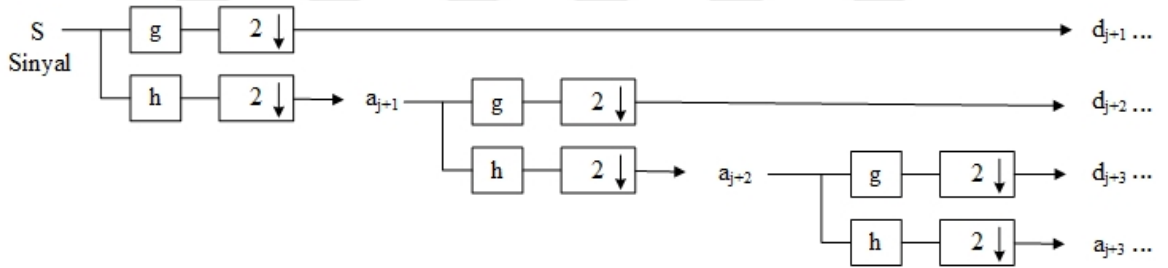 S
Sinyal
g
2
d_{j+1} ...
h
2
a_{j+1}
g
2
d_{j+2} ...
h
2
a_{j+2}
g
2
d_{j+3} ...
h
2
a_{j+3} ...